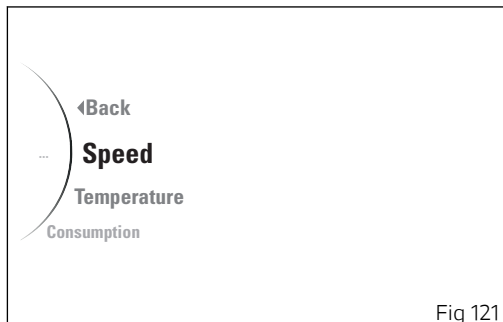 ◂Back
...
Speed
Temperature
Consumption
Fig 121